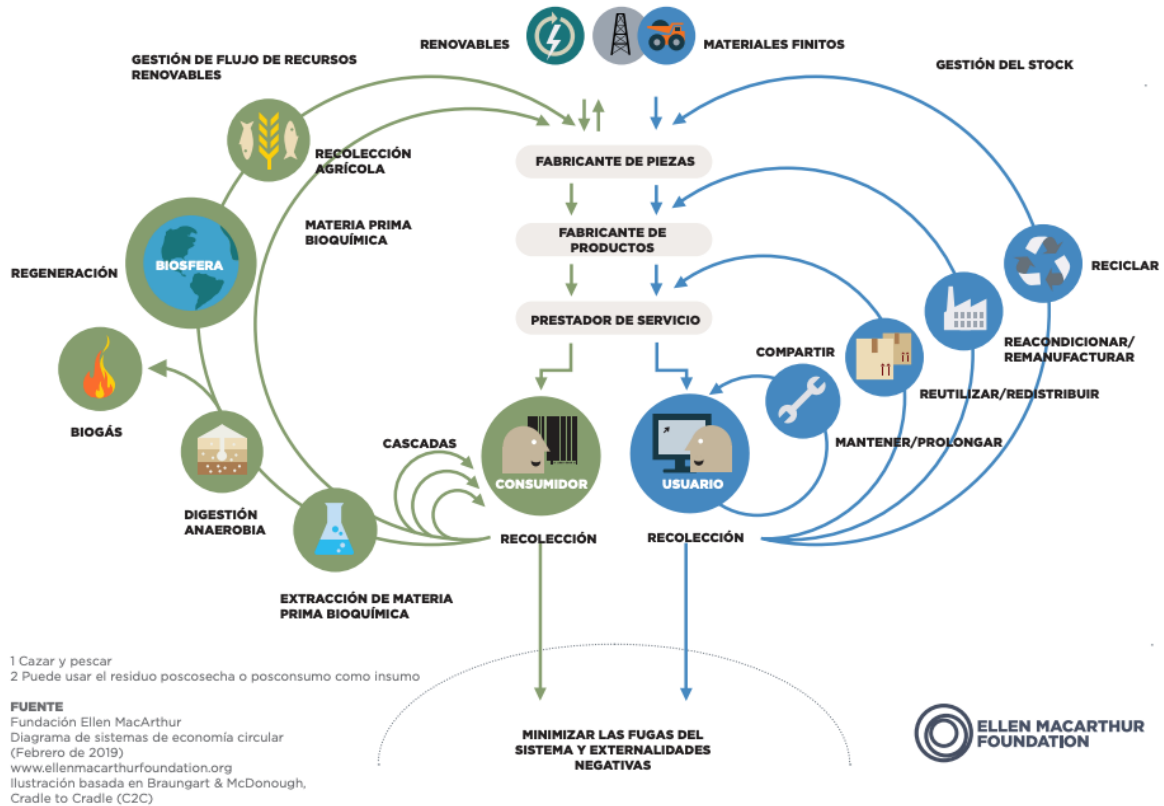 RENOVABLES
MATERIALES FINITOS
GESTIÓN DE FLUJO DE RECURSOS
RENOVABLES
GESTIÓN DEL STOCK
RECOLECCIÓN
AGRÍCOLA
FABRICANTE DE PIEZAS
MATERIA PRIMA
BIOQUÍMICA
FABRICANTE DE
PRODUCTOS
REGENERACIÓN
BIOSFERA
RECICLAR
PRESTADOR DE SERVICIO
REACONDICIONAR/
REMANUFACTURAR
COMPARTIR
REUTILIZAR/REDISTRIBUIR
BIOGÁS
CASCADAS
MANTENER/PROLONGAR
CONSUMIDOR
USUARIO
DIGESTIÓN
ANAEROBIA
RECOLECCIÓN
RECOLECCIÓN
EXTRACCIÓN DE MATERIA
PRIMA BIOQUÍMICA
1 Cazar y pescar
2 Puede usar el residuo poscosecha o posconsumo como insumo
FUENTE
Fundación Ellen MacArthur
Diagrama de sistemas de economía circular
(Febrero de 2019)
www.ellenmacarthurfoundation.org
Ilustración basada en Braungart & McDonough,
Cradle to Cradle (C2C)
MINIMIZAR LAS FUGAS DEL
SISTEMA Y EXTERNALIDADES
NEGATIVAS
ELLEN MACARTHUR
FOUNDATION